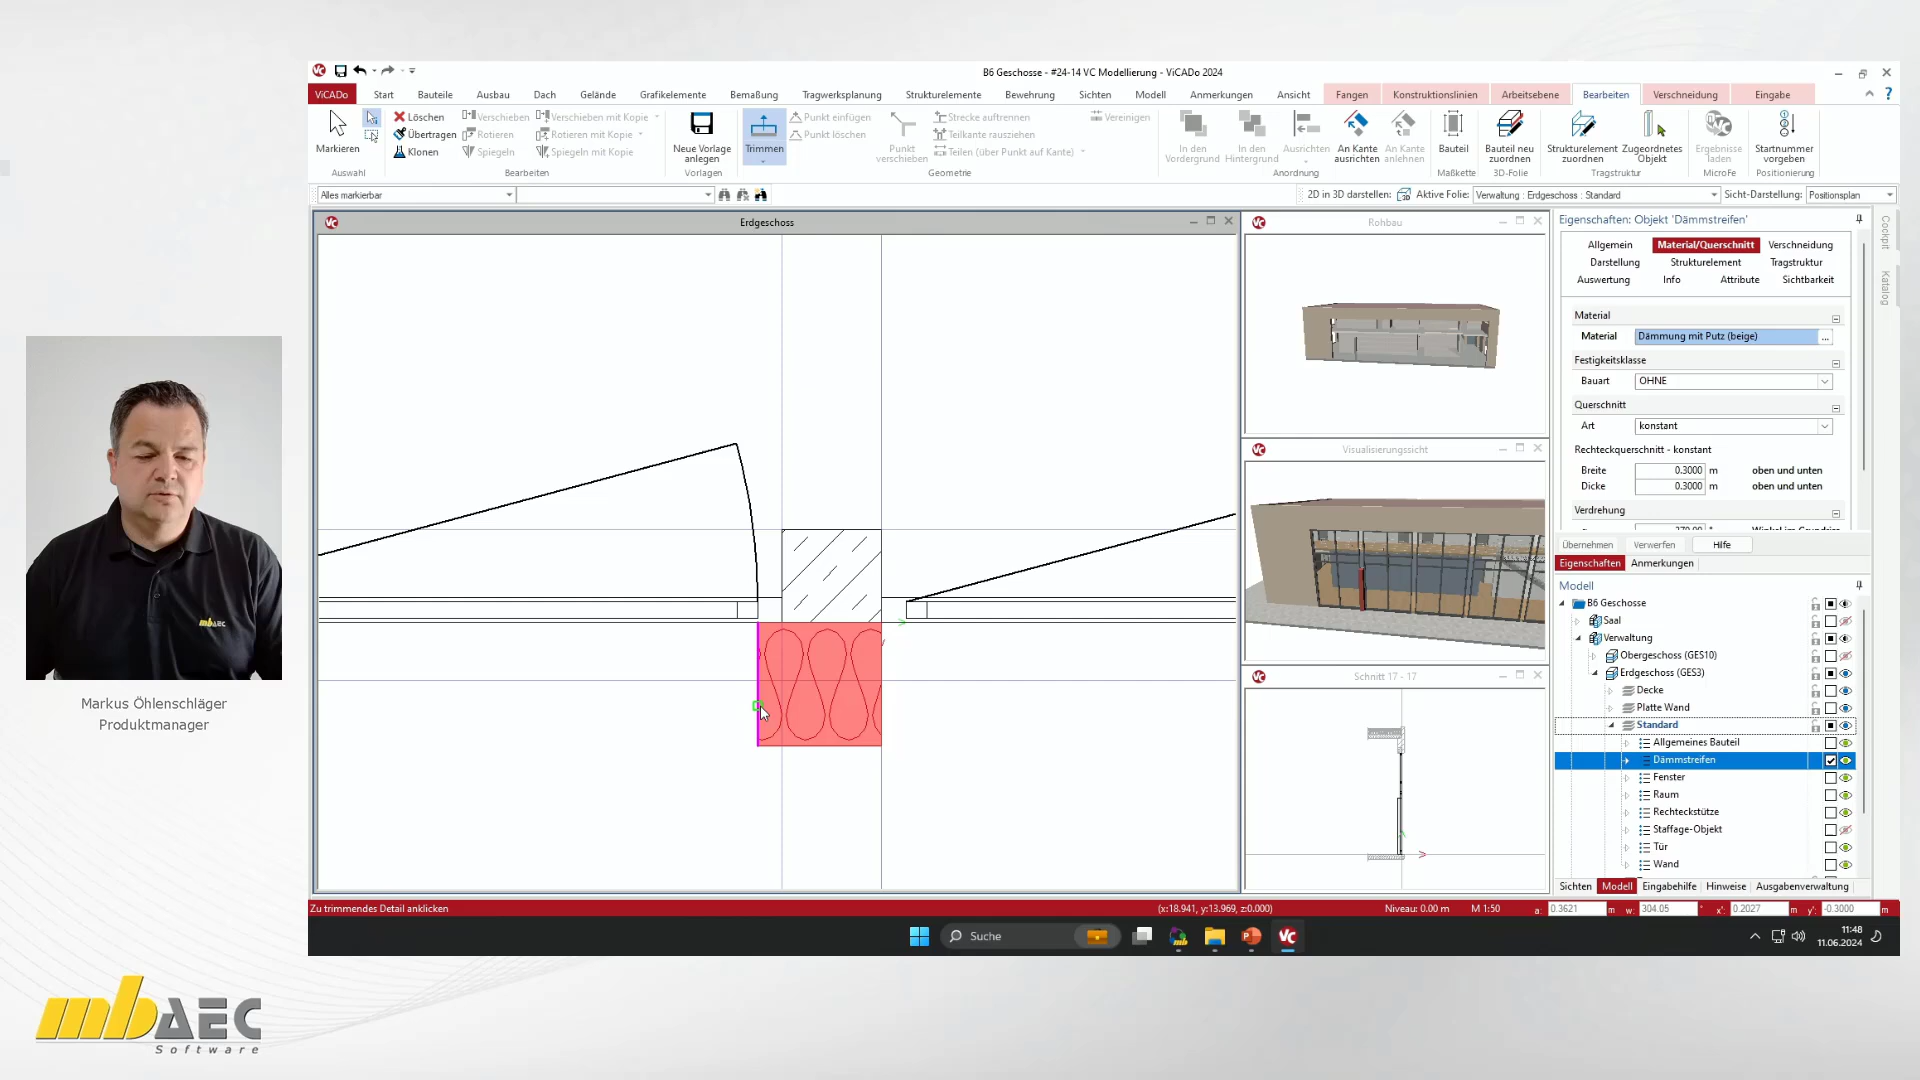 B6 Geschosse - #24-14 VC Modellierung - ViCADo 2024
ViCADo Start Bauteile Ausbau Dach Gelände Grafikelemente Bemaßung Tragwerksplanung Strukturelemente Bewehrung Sichten Modell Anmerkungen Ansicht Fangen Konstruktionslinien Arbeitsebene Bearbeiten Verschneidung Eingabe
Markieren
Auswahl
Löschen Verschieben Verschieben mit Kopie
Übertragen Rotieren Rotieren mit Kopie
Klonen Spiegeln Spiegeln mit Kopie
Bearbeiten
Neue Vorlage anlegen
Vorlagen
Trimmen
Punkt einfügen
Punkt löschen
Punkt verschieben
Strecke auftrennen
Teilkante rausziehen
Teilen (über Punkt auf Kante)
Vereinigen
Geometrie
In den Vordergrund
In den Hintergrund
Ausrichten
An Kante ausrichten
An Kante anlehnen
Anordnung
Bauteil
Maßkette
Bauteil neu zuordnen
3D-Folie
Strukturelement zuordnen
Zugeordnetes Objekt
Tragstruktur
Ergebnisse laden
MicroFe
Startnummer vorgeben
Positionierung
Alles markierbar
2D in 3D darstellen: Aktive Folie: Verwaltung : Erdgeschoss : Standard Sicht-Darstellung: Positionsplan
Erdgeschoss
Rohbau
Visualisierungssicht
Schnitt 17 - 17
Eigenschaften: Objekt 'Dämmstreifen'
Allgemein Material/Querschnitt Verschneidung
Darstellung Strukturelement Tragstruktur
Auswertung Info Attribute Sichtbarkeit
Material
Material Dämmung mit Putz (beige) ...
Festigkeitsklasse
Bauart OHNE
Querschnitt
Art konstant
Rechteckquerschnitt - konstant
Breite 0.3000 m oben und unten
Dicke 0.3000 m oben und unten
Verdrehung
Übernehmen Verwerfen Hilfe
Eigenschaften Anmerkungen
Modell
B6 Geschosse
Saal
Verwaltung
Obergeschoss (GES10)
Erdgeschoss (GES3)
Decke
Platte Wand
Standard
Allgemeines Bauteil
Dämmstreifen
Fenster
Raum
Rechteckstütze
Staffage-Objekt
Tür
Wand
Sichten Modell Eingabehilfe Hinweise Ausgabenverwaltung
Cockpit
Katalog
Zu trimmendes Detail anklicken (x:18.941, y:13.969, z:0.000) Niveau: 0.00 m M 1:50 a: 0.3621 m w: 304.05 ° x': 0.2027 m y': -0.3000 m
Suche
11:48
11.06.2024
mbAEC
Markus Öhlenschläger
Produktmanager
mbAEC
Software